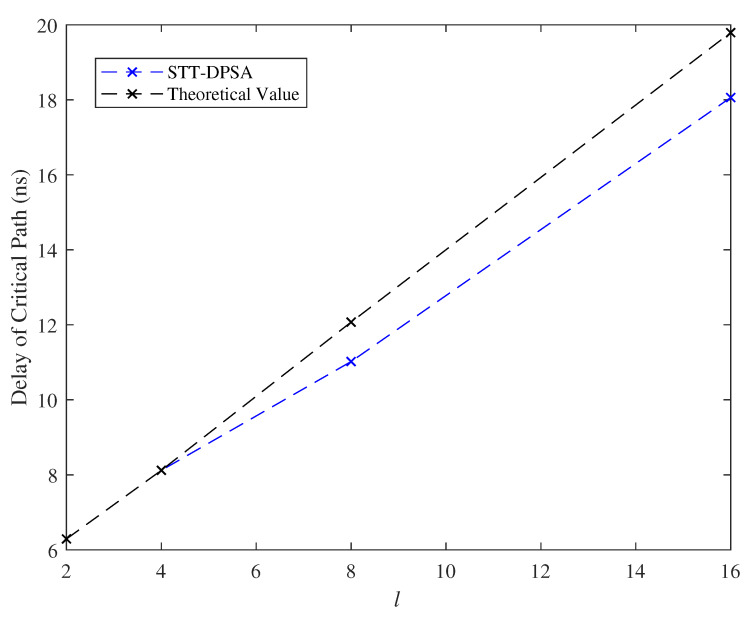 20
18
16
14
12
10
8
6
Delay of Critical Path (ns)
STT-DPSA
Theoretical Value
2 4 6 8 10 12 14 16
l